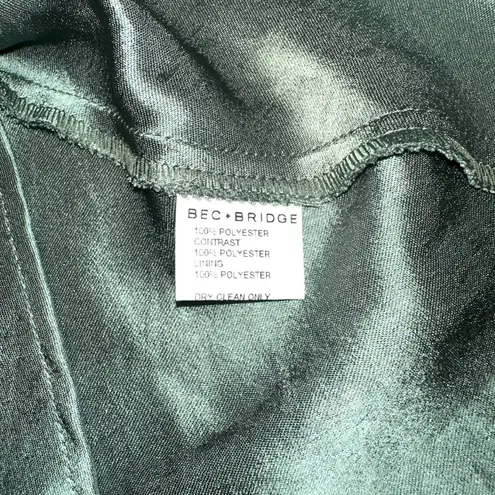 BEC+BRIDGE
100% POLYESTER
CONTRAST
100% POLYESTER
LINING
100% POLYESTER
DRY CLEAN ONLY